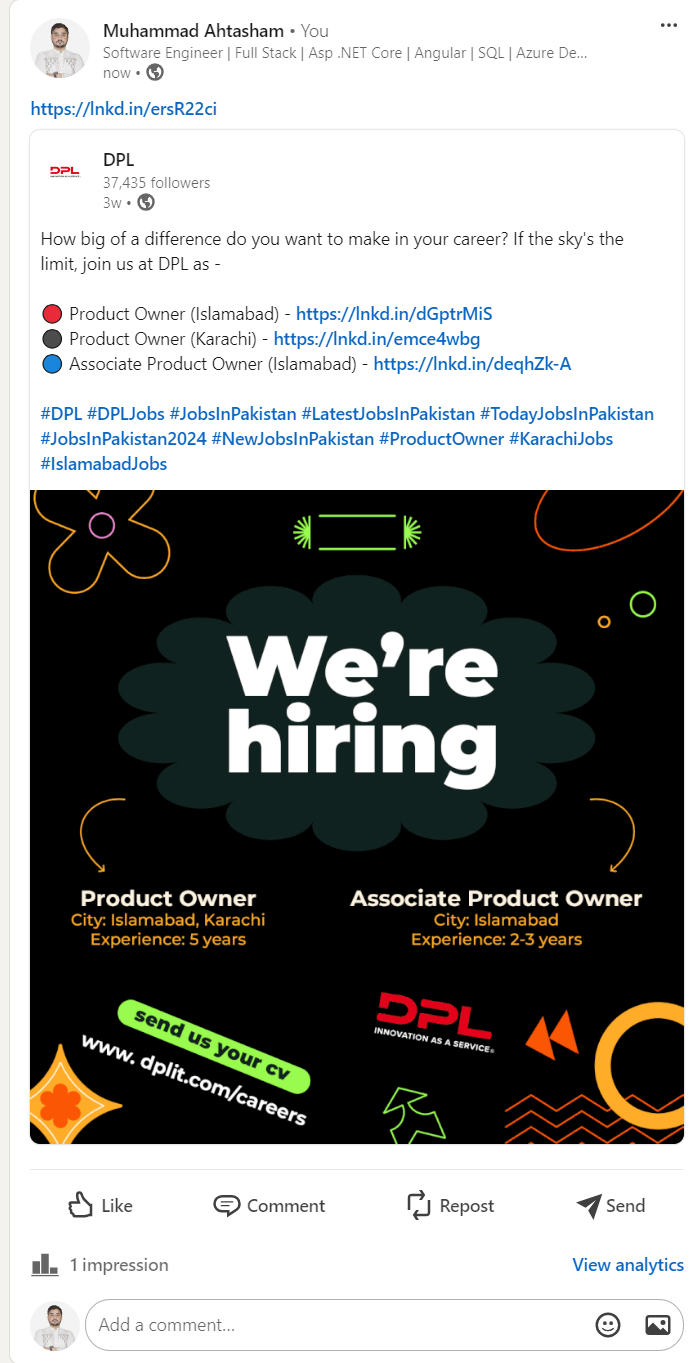 Muhammad Ahtasham • You
Software Engineer | Full Stack | Asp .NET Core | Angular | SQL | Azure De...
now •
https://lnkd.in/ersR22ci
DPL
INNOVATION AS A SERVICE
DPL
37,435 followers
3w •
How big of a difference do you want to make in your career? If the sky's the
limit, join us at DPL as -
Product Owner (Islamabad) - https://lnkd.in/dGptrMiS
Product Owner (Karachi) - https://lnkd.in/emce4wbg
Associate Product Owner (Islamabad) - https://lnkd.in/deqhZk-A
#DPL #DPLJobs #JobsInPakistan #LatestJobsInPakistan #TodayJobsInPakistan
#JobsInPakistan2024 #NewJobsInPakistan #ProductOwner #KarachiJobs
#IslamabadJobs
We're
hiring
Product Owner
City: Islamabad, Karachi
Experience: 5 years
Associate Product Owner
City: Islamabad
Experience: 2-3 years
send us your cv
www. dplit.com/careers
DPL
INNOVATION AS A SERVICE®
Like
Comment
Repost
Send
1 impression
View analytics
Add a comment...